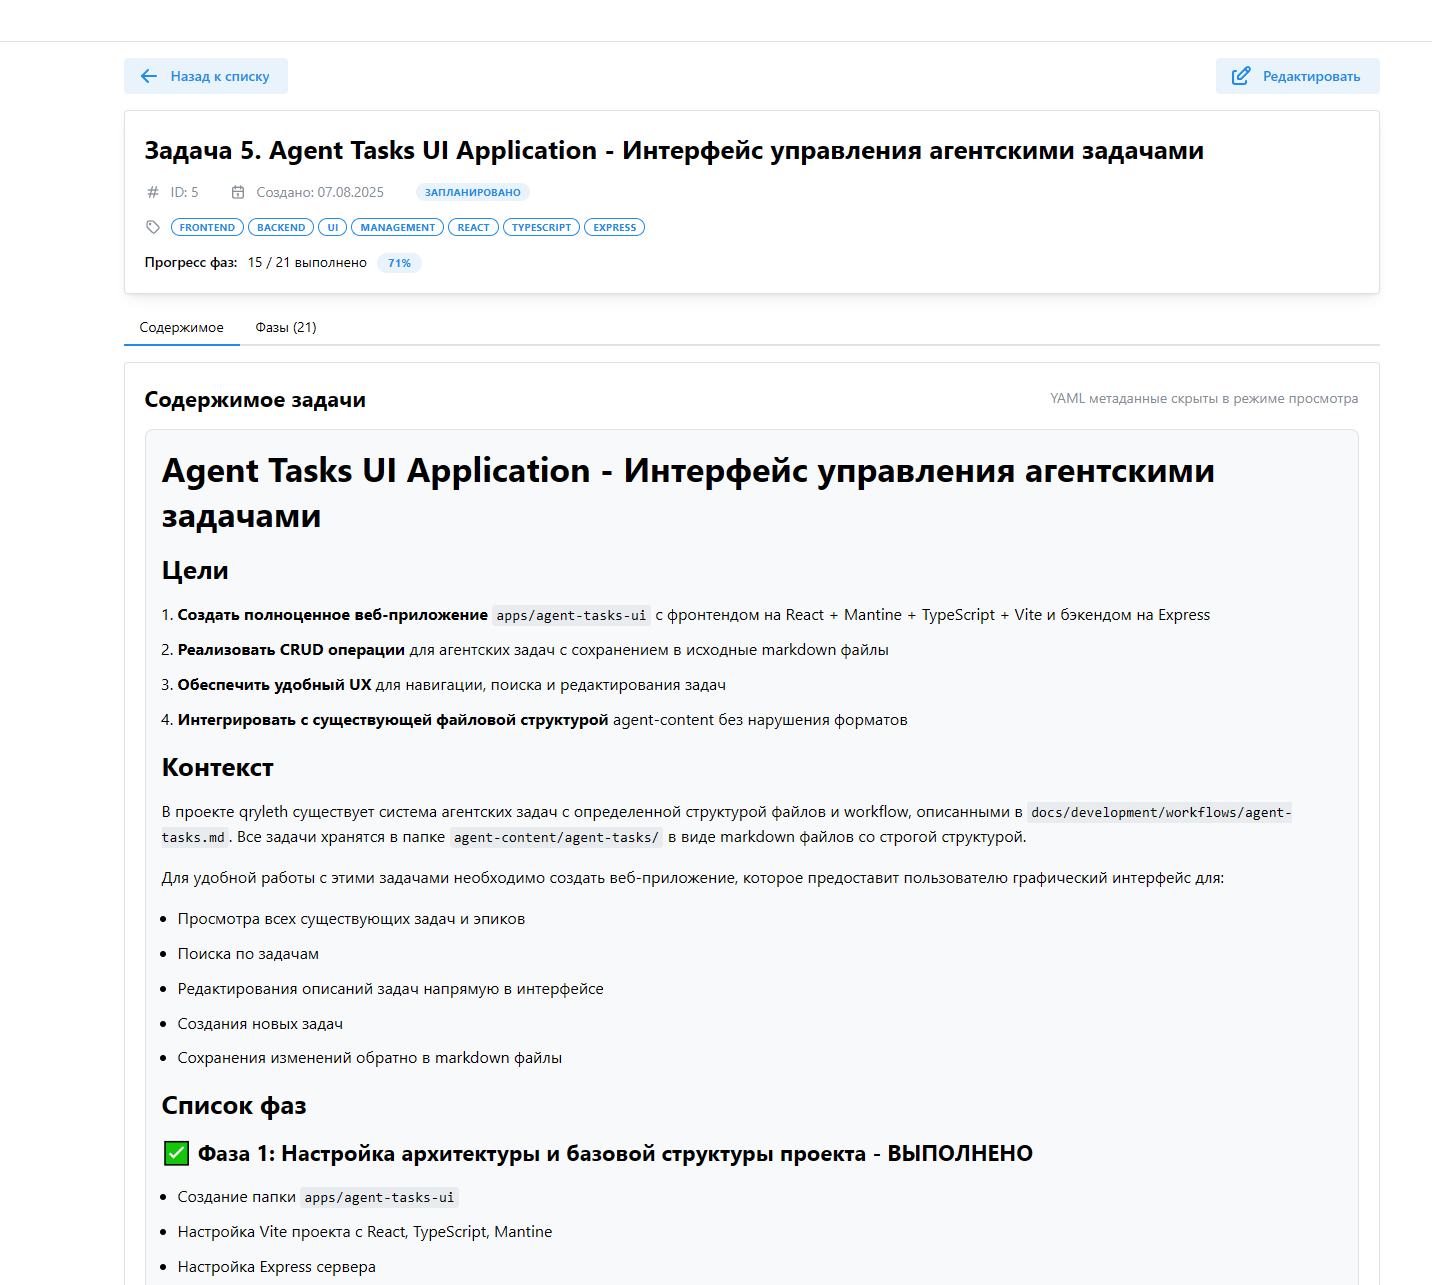 Назад к списку
Редактировать
Задача 5. Agent Tasks UI Application - Интерфейс управления агентскими задачами
ID: 5 Создано: 07.08.2025 ЗАПЛАНИРОВАНО
FRONTEND BACKEND UI MANAGEMENT REACT TYPESCRIPT EXPRESS
Прогресс фаз: 15 / 21 выполнено 71%
Содержимое Фазы (21)
Содержимое задачи
YAML метаданные скрыты в режиме просмотра
Agent Tasks UI Application - Интерфейс управления агентскими
задачами
Цели
1. Создать полноценное веб-приложение apps/agent-tasks-ui с фронтендом на React + Mantine + TypeScript + Vite и бэкендом на Express
2. Реализовать CRUD операции для агентских задач с сохранением в исходные markdown файлы
3. Обеспечить удобный UX для навигации, поиска и редактирования задач
4. Интегрировать с существующей файловой структурой agent-content без нарушения форматов
Контекст
В проекте qryleth существует система агентских задач с определенной структурой файлов и workflow, описанными в docs/development/workflows/agent-
tasks.md. Все задачи хранятся в папке agent-content/agent-tasks/ в виде markdown файлов со строгой структурой.
Для удобной работы с этими задачами необходимо создать веб-приложение, которое предоставит пользователю графический интерфейс для:
• Просмотра всех существующих задач и эпиков
• Поиска по задачам
• Редактирования описаний задач напрямую в интерфейсе
• Создания новых задач
• Сохранения изменений обратно в markdown файлы
Список фаз
✅ Фаза 1: Настройка архитектуры и базовой структуры проекта - ВЫПОЛНЕНО
• Создание папки apps/agent-tasks-ui
• Настройка Vite проекта с React, TypeScript, Mantine
• Настройка Express сервера